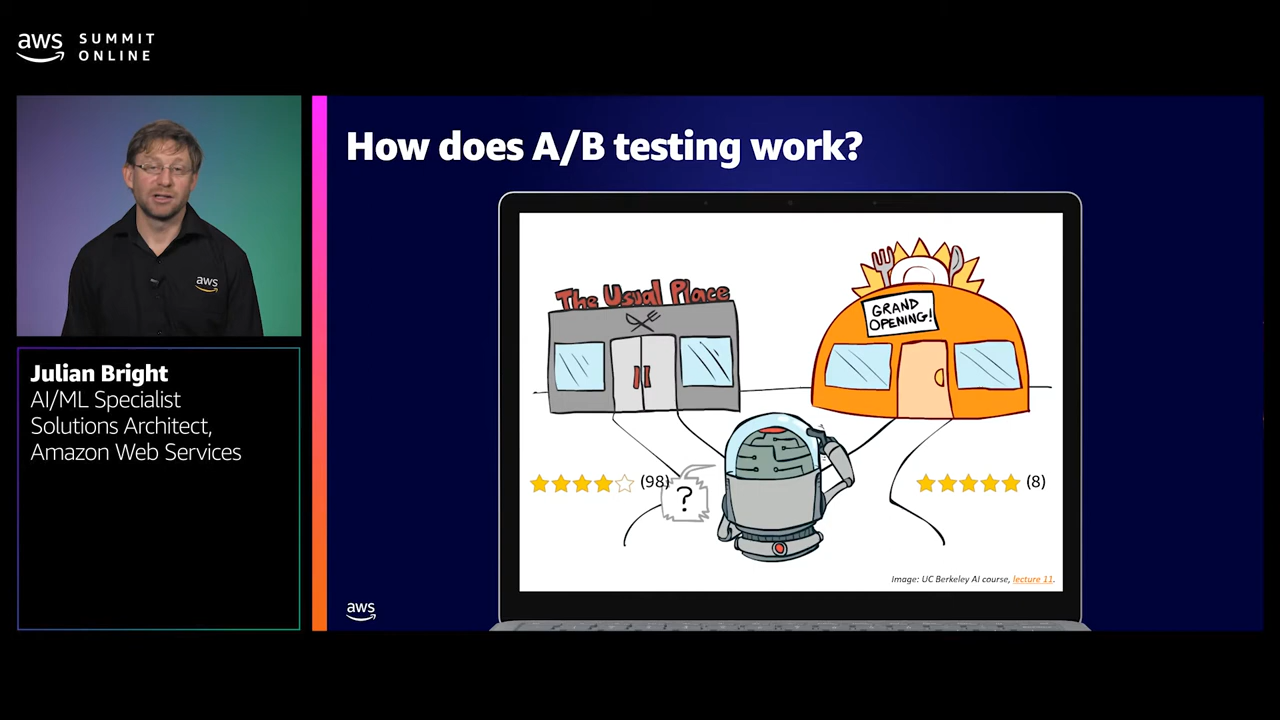 aws SUMMIT
ONLINE
aws
Julian Bright
AI/ML Specialist
Solutions Architect,
Amazon Web Services
How does A/B testing work?
The Usual Place
GRAND
OPENING!
(98)
?
(8)
Image: UC Berkeley AI course, lecture 11.
aws